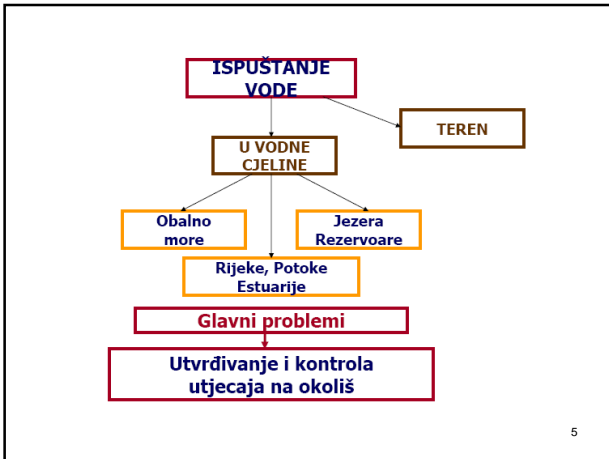 ISPUŠTANJE
VODE
TEREN
U VODNE
CJELINE
Obalno
more
Jezera
Rezervoare
Rijeke, Potoke
Estuarije
Glavni problemi
Utvrđivanje i kontrola
utjecaja na okoliš
5